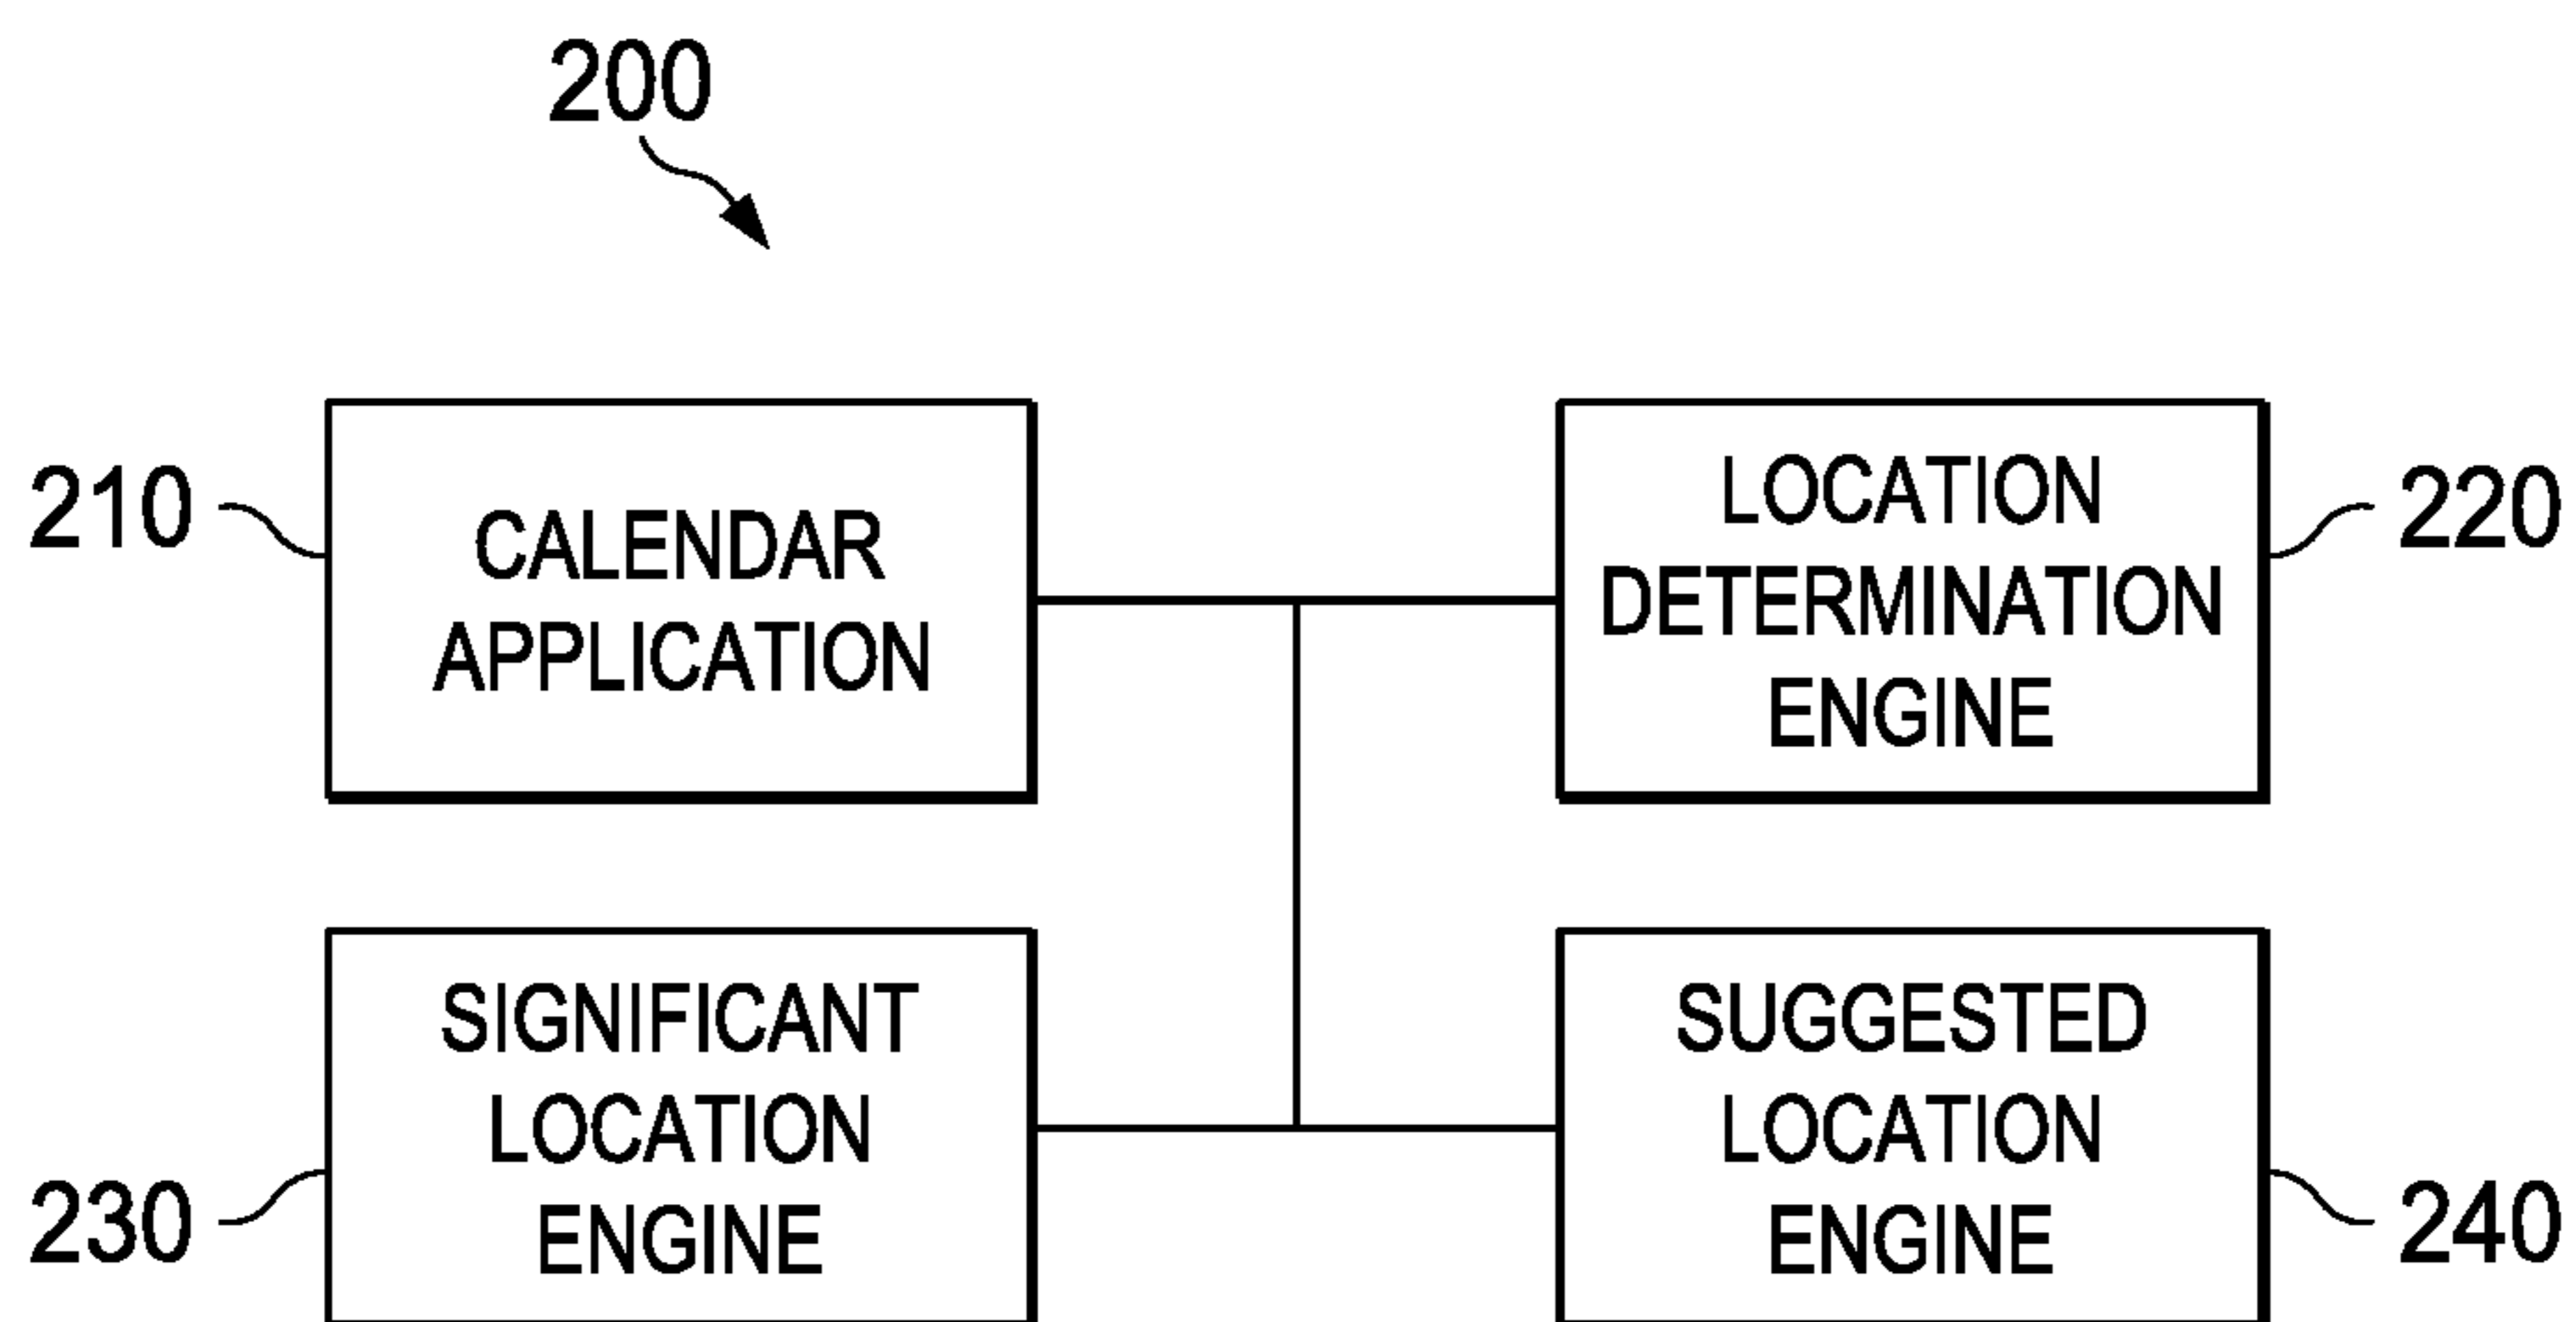 200
210
CALENDAR
APPLICATION
LOCATION
DETERMINATION
ENGINE
220
230
SIGNIFICANT
LOCATION
ENGINE
SUGGESTED
LOCATION
ENGINE
240